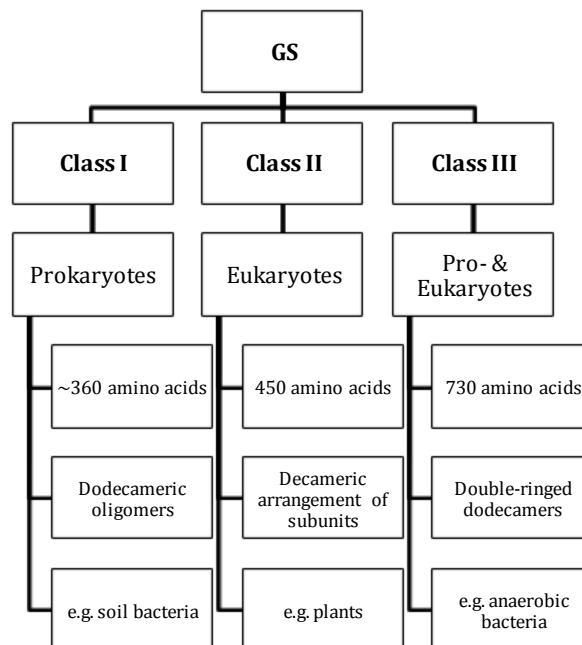 GS
Class I
Class II
Class III
Prokaryotes
Eukaryotes
Pro- &
Eukaryotes
~360 amino acids
450 amino acids
730 amino acids
Dodecameric
oligomers
Decameric
arrangement of
subunits
Double-ringed
dodecamers
e.g. soil bacteria
e.g. plants
e.g. anaerobic
bacteria